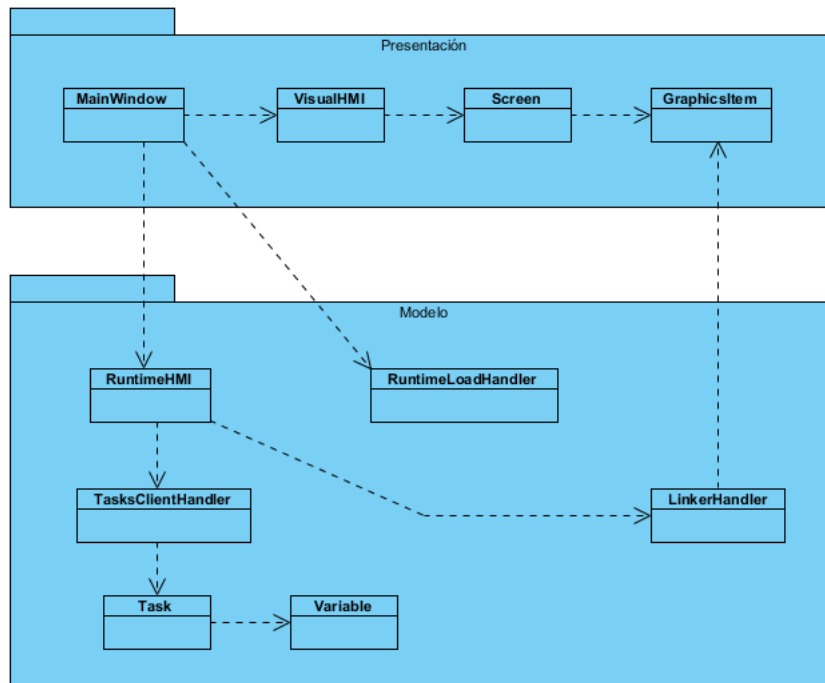 Presentación
MainWindow
VisualHMI
Screen
GraphicsItem
Modelo
RuntimeHMI
RuntimeLoadHandler
TasksClientHandler
LinkerHandler
Task
Variable